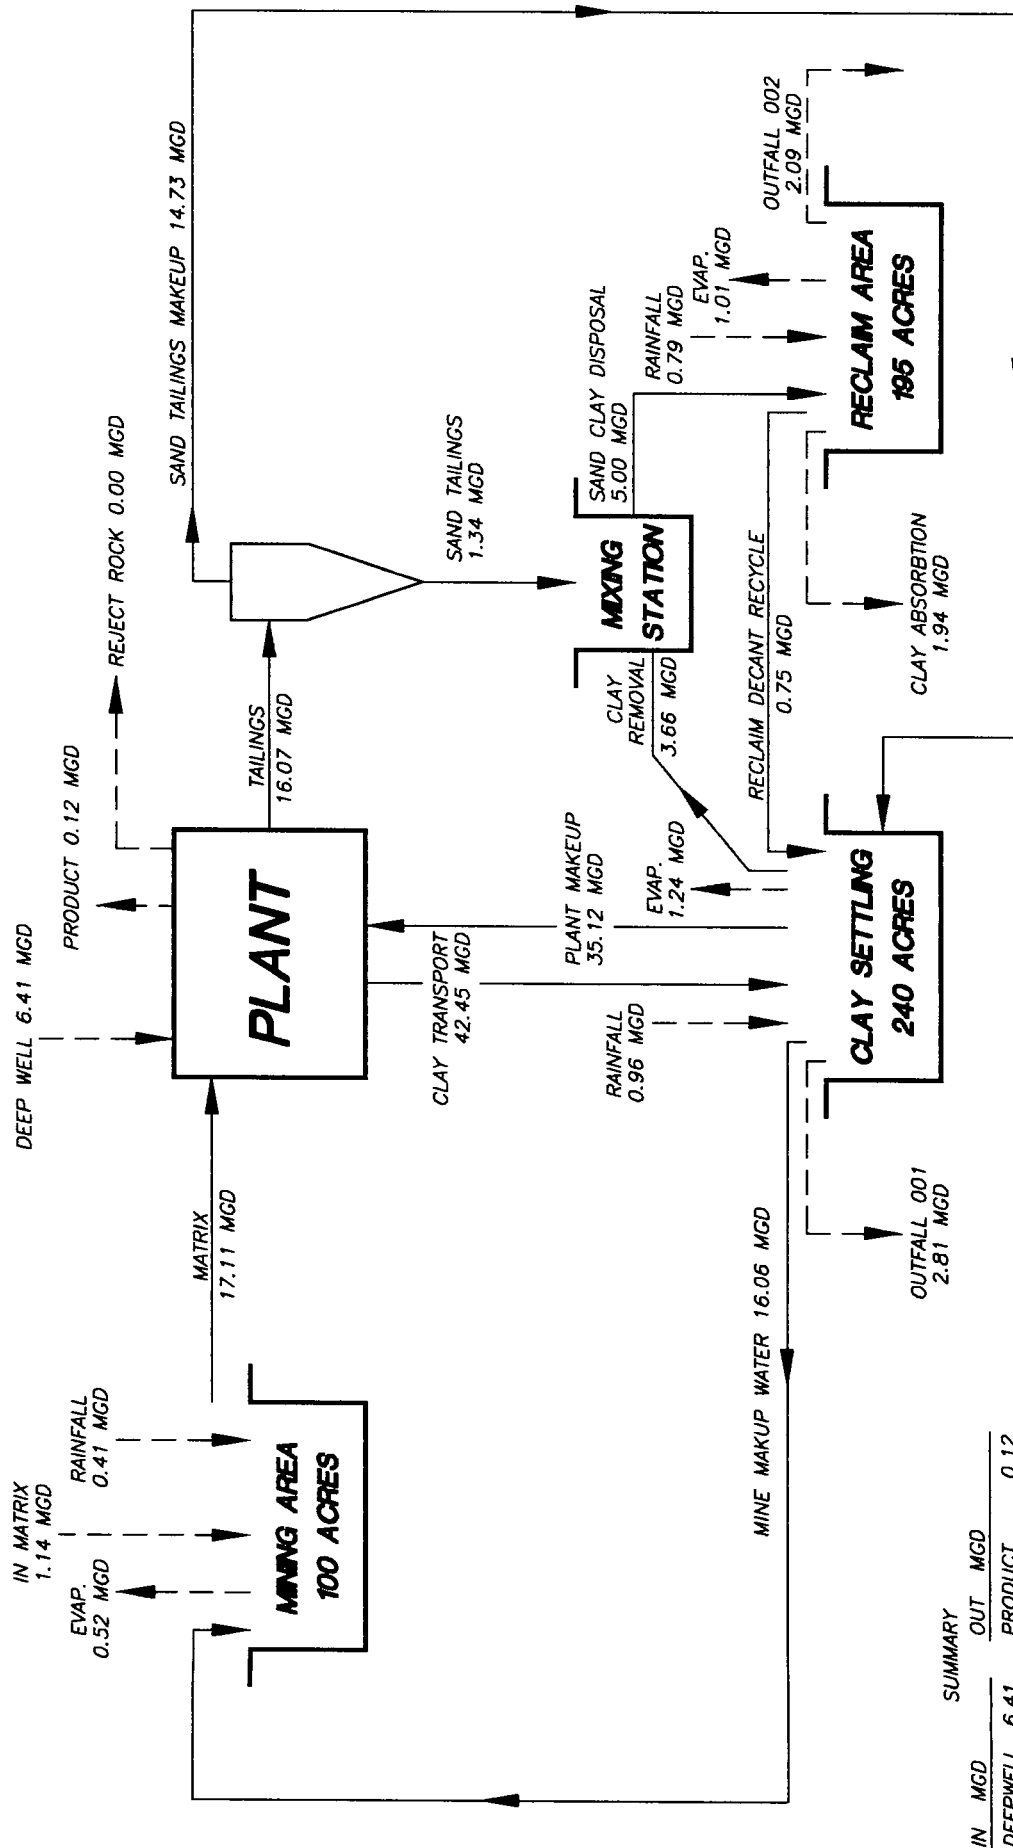 SAND TAILINGS MAKEUP 14.73 MGD
REJECT ROCK 0.00 MGD
PRODUCT 0.12 MGD
DEEP WELL 6.41 MGD
IN MATRIX
1.14 MGD
RAINFALL
0.41 MGD
EVAP.
0.52 MGD
MINING AREA
100 ACRES
MATRIX
17.11 MGD
PLANT
TAILINGS
16.07 MGD
SAND TAILINGS
1.34 MGD
MIXING
STATION
CLAY
REMOVAL
3.66 MGD
SAND CLAY DISPOSAL
5.00 MGD
RAINFALL
0.79 MGD
EVAP.
1.01 MGD
OUTFALL 002
2.09 MGD
RECLAIM AREA
195 ACRES
CLAY ABSORBTION
1.94 MGD
RECLAIM DECANT RECYCLE
0.75 MGD
CLAY TRANSPORT
42.45 MGD
PLANT MAKEUP
35.12 MGD
EVAP.
1.24 MGD
RAINFALL
0.96 MGD
CLAY SETTLING
240 ACRES
OUTFALL 001
2.81 MGD
MINE MAKUP WATER 16.06 MGD
SUMMARY
IN MGD OUT MGD
DEEPWELL 6.41 PRODUCT 0.12